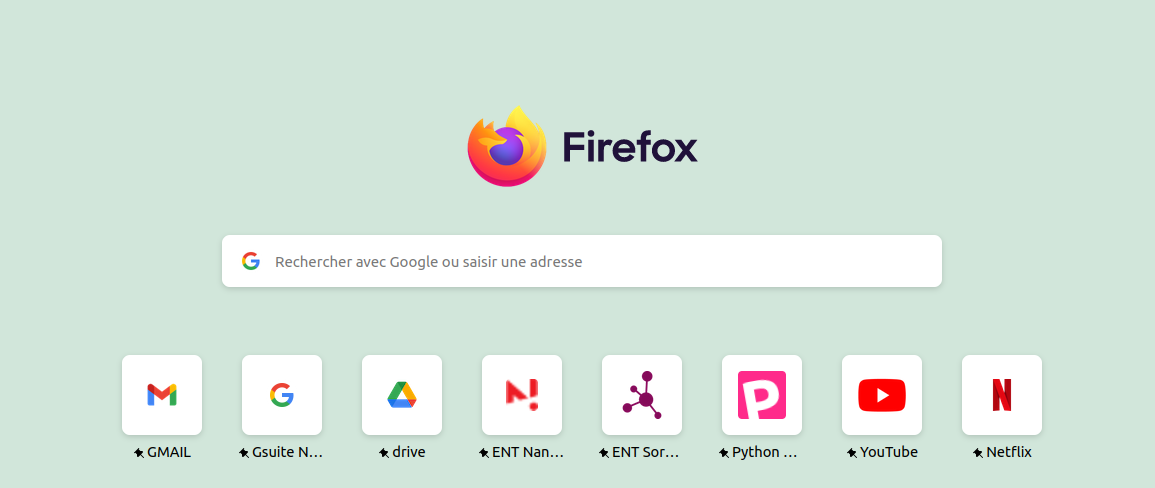 Firefox
Rechercher avec Google ou saisir une adresse
GMAIL
Gsuite N...
drive
ENT Nan...
ENT Sor...
Python ...
YouTube
Netflix